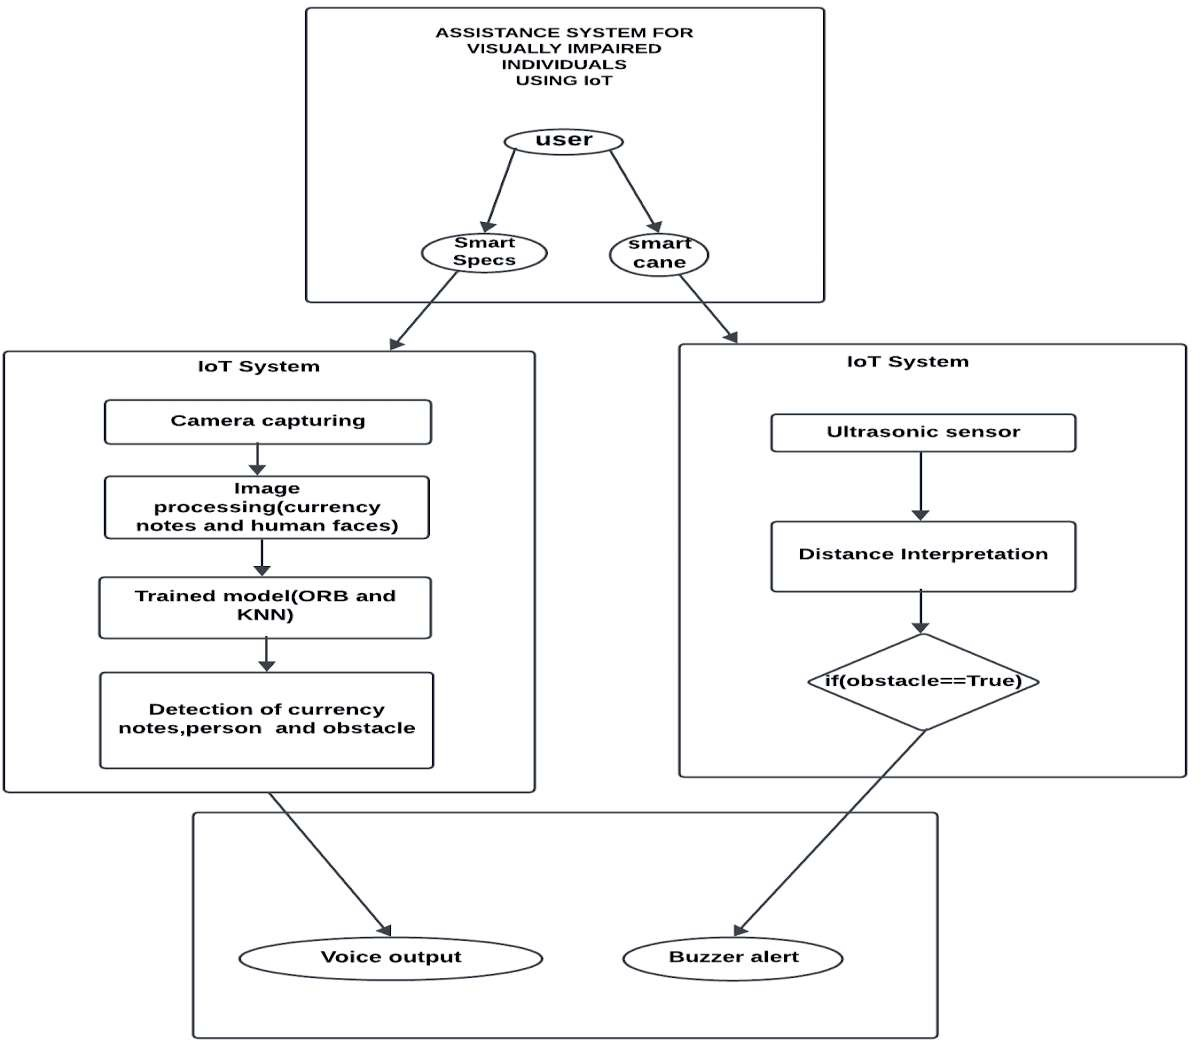 ASSISTANCE SYSTEM FOR
VISUALLY IMPAIRED
INDIVIDUALS
USING IoT
user
Smart
Specs
smart
cane
IoT System
Camera capturing
Image
processing(currency
notes and human faces)
Trained model(ORB and
KNN)
Detection of currency
notes,person  and obstacle
IoT System
Ultrasonic sensor
Distance Interpretation
if(obstacle==True)
Voice output
Buzzer alert